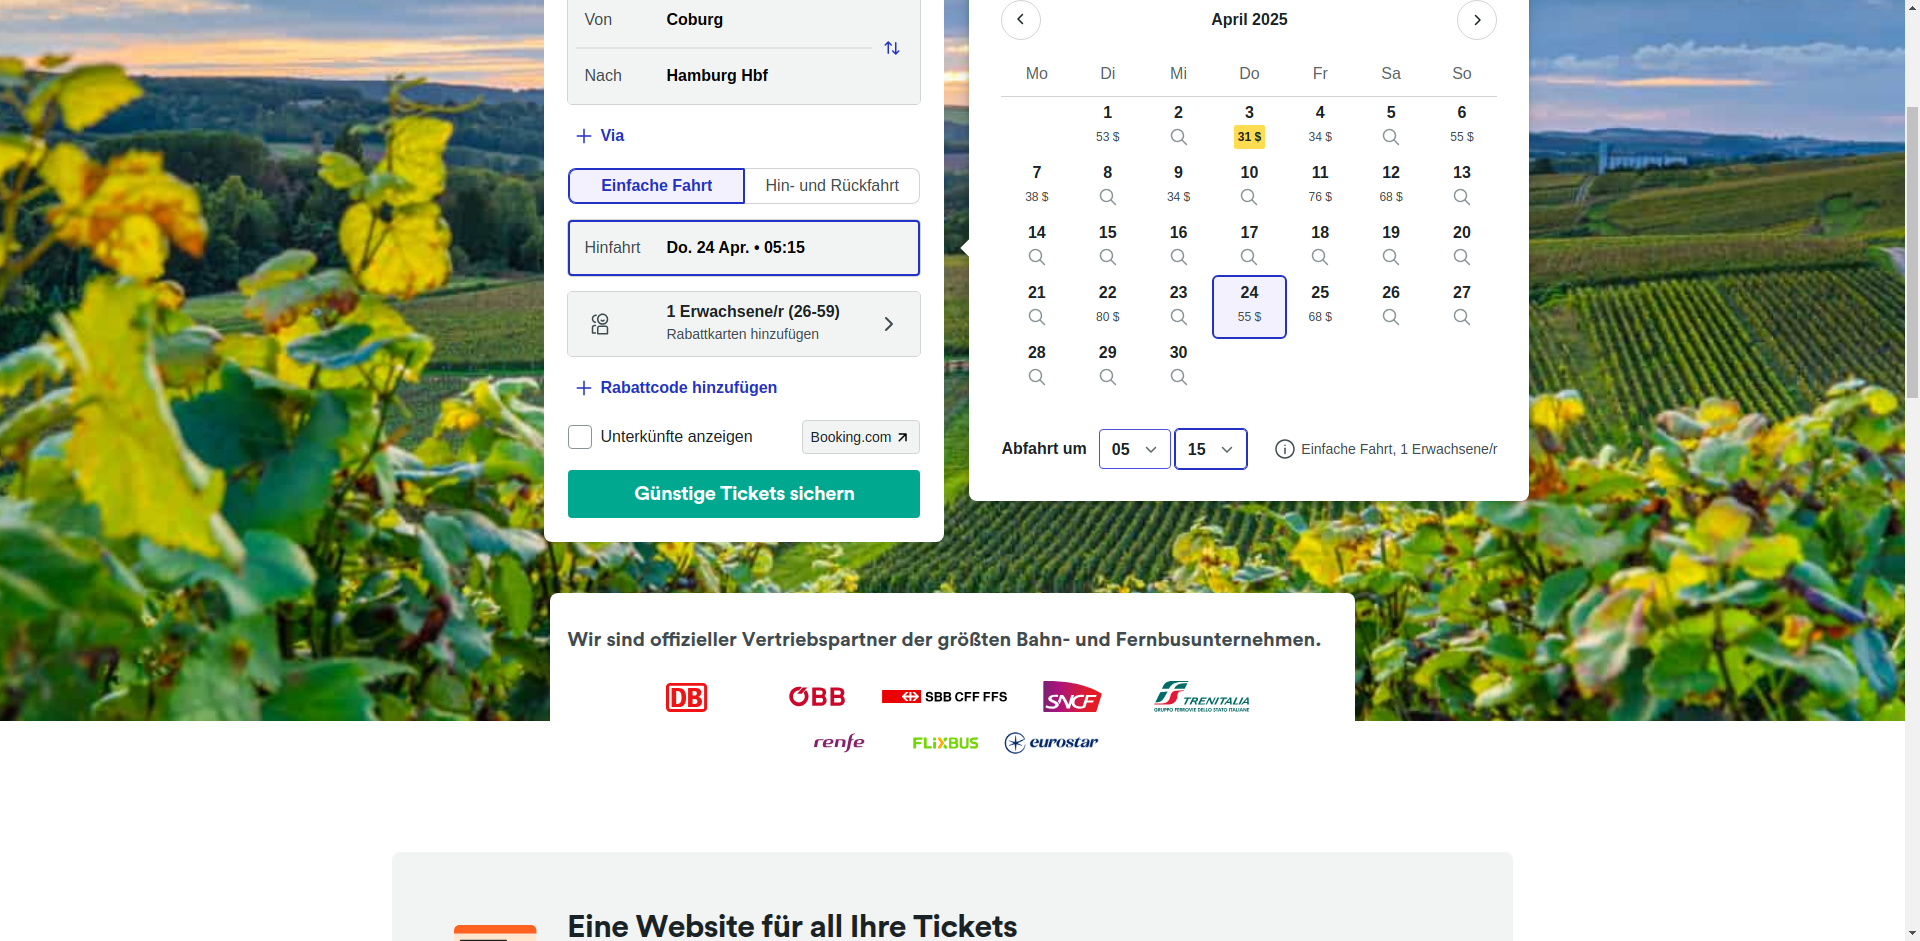 Von
Coburg
Nach
Hamburg Hbf
Via
Einfache Fahrt
Hin- und Rückfahrt
Hinfahrt
Do. 24 Apr. • 05:15
1 Erwachsene/r (26-59)
Rabattkarten hinzufügen
Rabattcode hinzufügen
Unterkünfte anzeigen
Booking.com
Günstige Tickets sichern
April 2025
Mo Di Mi Do Fr Sa So
1 2 3 4 5 6
53 $ 31 $ 34 $ 55 $
7 8 9 10 11 12 13
38 $ 34 $ 76 $ 68 $
14 15 16 17 18 19 20
21 22 23 24 25 26 27
80 $ 55 $ 68 $
28 29 30
Abfahrt um
05
15
Einfache Fahrt, 1 Erwachsene/r
Wir sind offizieller Vertriebspartner der größten Bahn- und Fernbusunternehmen.
DB
ÖBB
SBB CFF FFS
SNCF
TRENITALIA
GRUPPO FERROVIE DELLO STATO ITALIANE
renfe
FLiXBUS
eurostar
Eine Website für all Ihre Tickets